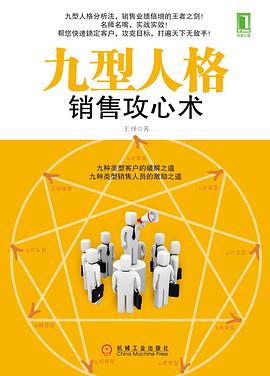 九型人格分析法，销售业绩倍增的王者之剑！
名师名嘴，实战实效！
帮您快速锁定客户，攻克目标，打遍天下无敌手！
九型人格
销售攻心术
王绎◎著
九种类型客户的破解之道
九种类型销售人员的激励之道
机械工业出版社
China Machine Press